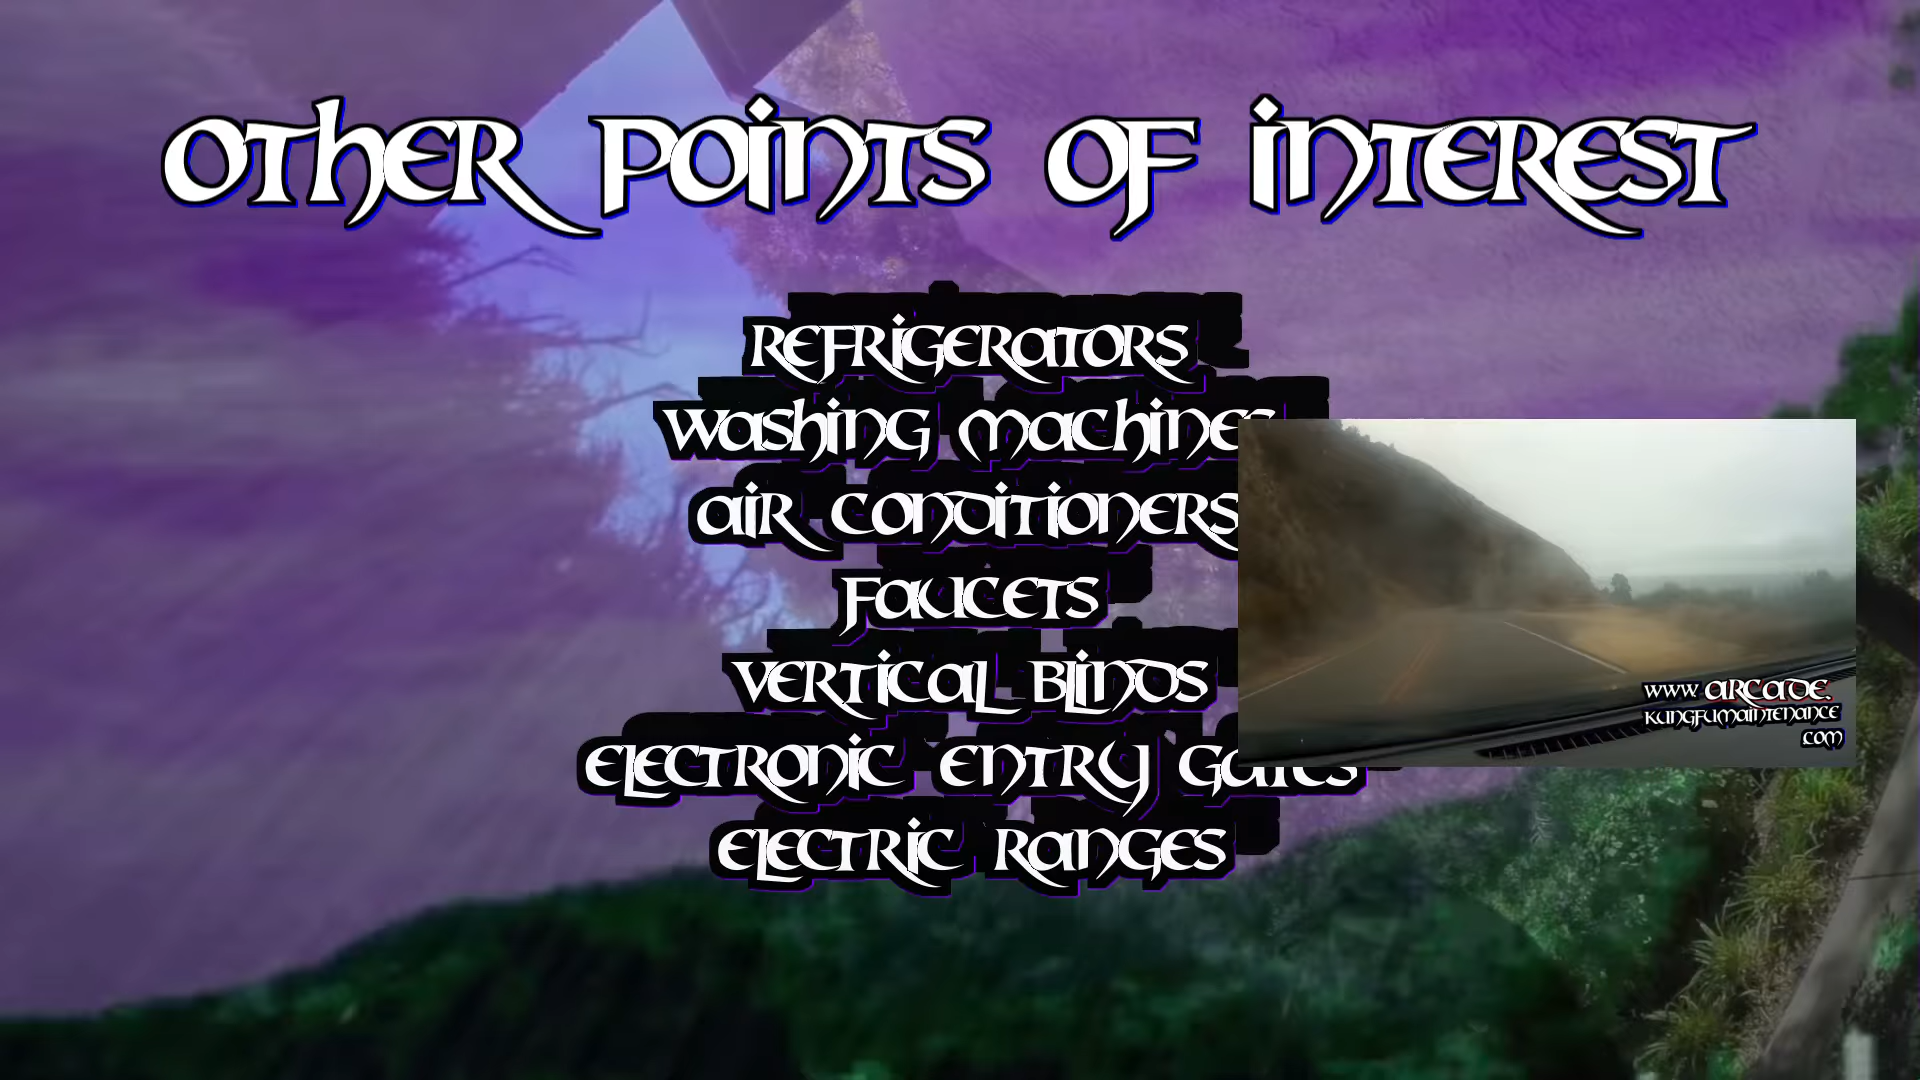 OTHER POINTS OF INTEREST
REFRIGERATORS
WASHING MACHINES
AIR CONDITIONERS
FAUCETS
VERTICAL BLINDS
ELECTRONIC ENTRY GATES
ELECTRIC RANGES
WWW.ARCADE.
KUNGFUMAINTENANCE
COM